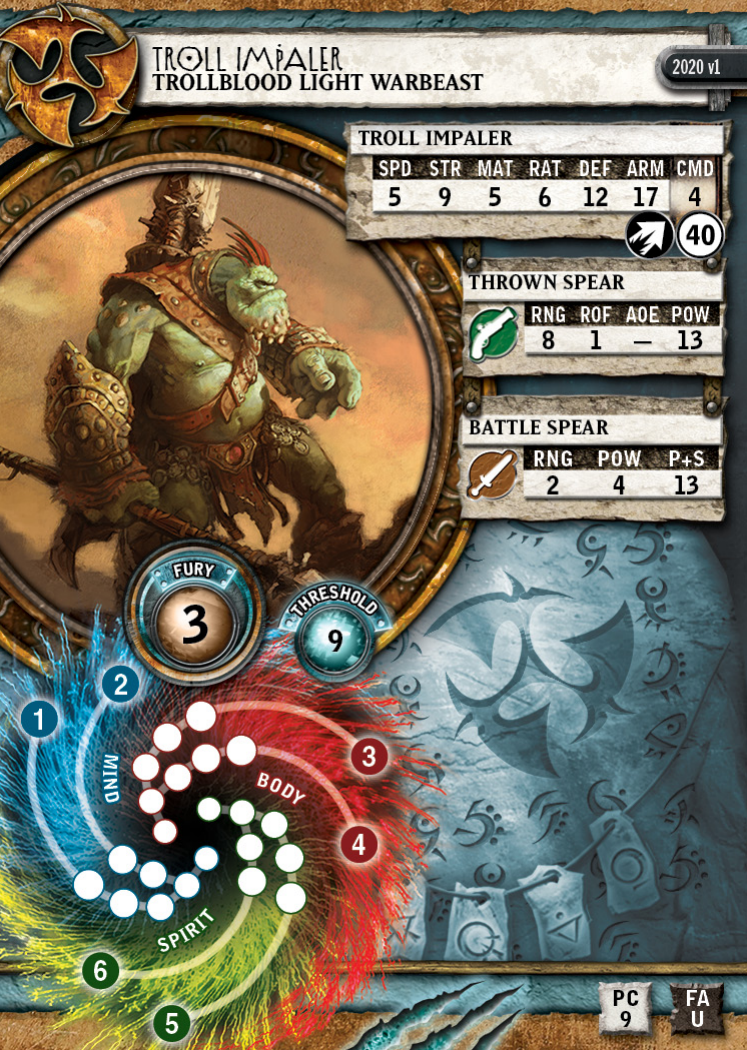 TROLL IMPALER
TROLLBLOOD LIGHT WARBEAST
2020 v1
TROLL IMPALER
SPD STR MAT RAT DEF ARM CMD
5 9 5 6 12 17 4
40
THROWN SPEAR
RNG ROF AOE POW
8 1 — 13
BATTLE SPEAR
RNG POW P+S
2 4 13
FURY
3
THRESHOLD
9
1
2
MIND
BODY
3
4
SPIRIT
6
5
PC
9
FA
U